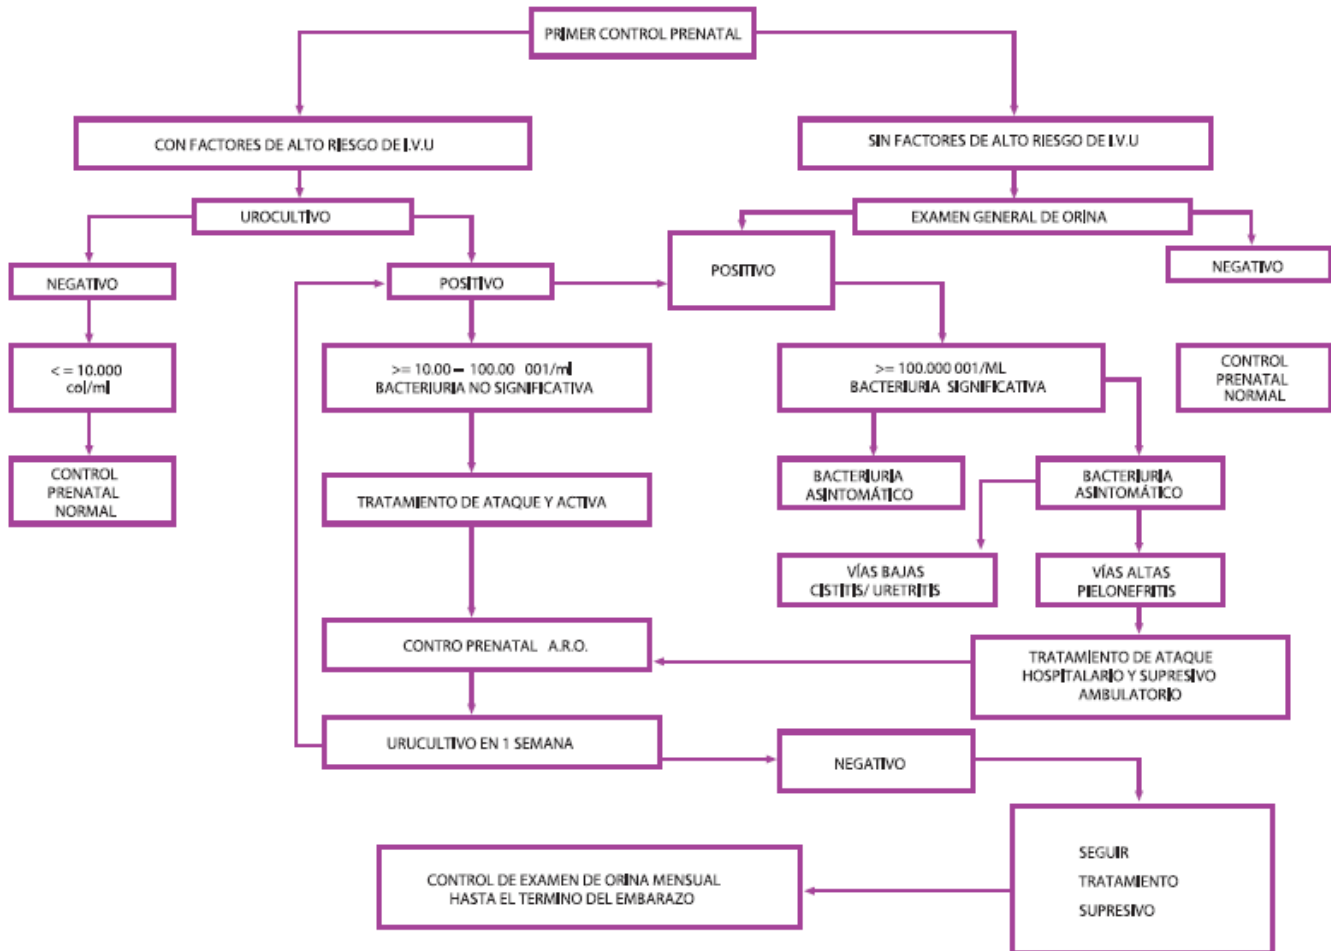 PRIMER CONTROL PRENATAL
CON FACTORES DE ALTO RIESGO DE I.V.U
SIN FACTORES DE ALTO RIESGO DE I.V.U
UROCULTIVO
EXAMEN GENERAL DE ORINA
NEGATIVO
POSITIVO
POSITIVO
NEGATIVO
< = 10.000
col/ml
>= 10.00 – 100.00 001/ml
BACTERIURIA NO SIGNIFICATIVA
>= 100.000 001/ML
BACTERIURIA SIGNIFICATIVA
CONTROL
PRENATAL
NORMAL
CONTROL
PRENATAL
NORMAL
TRATAMIENTO DE ATAQUE Y ACTIVA
BACTERIURIA
ASINTOMÁTICO
BACTERIURIA
ASINTOMÁTICO
VÍAS BAJAS
CISTITIS/ URETRITIS
VÍAS ALTAS
PIELONEFRITIS
CONTRO PRENATAL A.R.O.
TRATAMIENTO DE ATAQUE
HOSPITALARIO Y SUPRESIVO
AMBULATORIO
URUCULTIVO EN 1 SEMANA
NEGATIVO
SEGUIR
TRATAMIENTO
SUPRESIVO
CONTROL DE EXAMEN DE ORINA MENSUAL
HASTA EL TERMINO DEL EMBARAZO